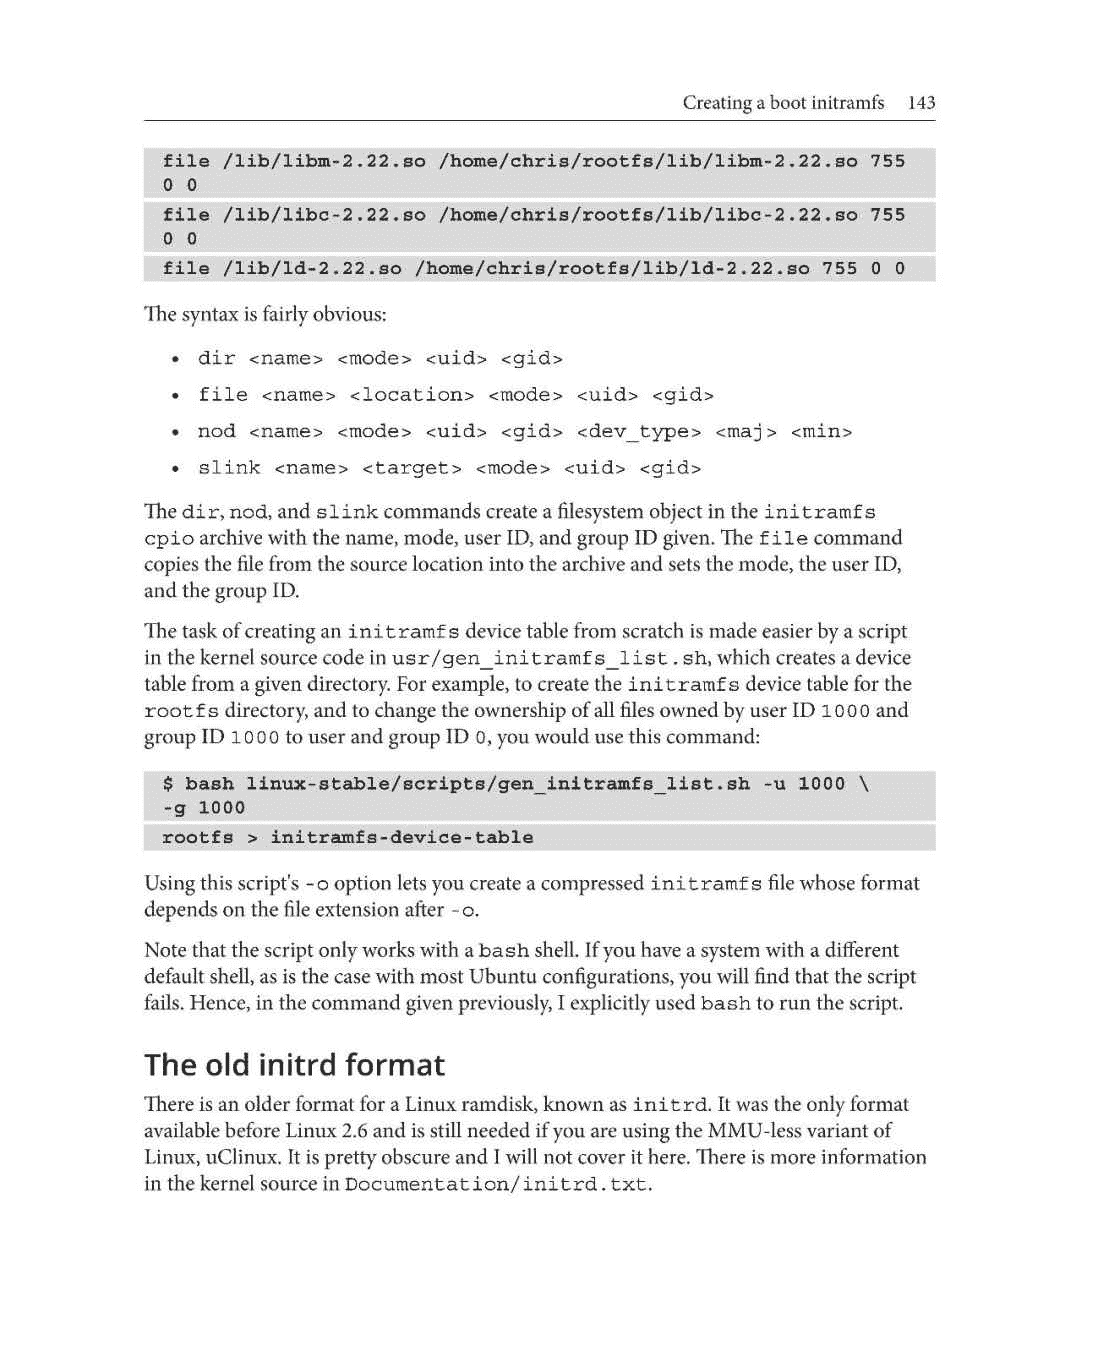 Creating a boot initramfs 143
file /lib/libm-2.22.so /home/chris/rootfs/lib/libm-2.22.so 755
0 0
file /lib/libc-2.22.so /home/chris/rootfs/lib/libc-2.22.so 755
0 0
file /lib/ld-2.22.so /home/chris/rootfs/lib/ld-2.22.so 755 0 0
The syntax is fairly obvious:
• dir <name> <mode> <uid> <gid>
• file <name> <location> <mode> <uid> <gid>
• nod <name> <mode> <uid> <gid> <dev_type> <maj> <min>
• slink <name> <target> <mode> <uid> <gid>
The dir, nod, and slink commands create a filesystem object in the initramfs
cpio archive with the name, mode, user ID, and group ID given. The file command
copies the file from the source location into the archive and sets the mode, the user ID,
and the group ID.
The task of creating an initramfs device table from scratch is made easier by a script
in the kernel source code in usr/gen_initramfs_list.sh, which creates a device
table from a given directory. For example, to create the initramfs device table for the
rootfs directory, and to change the ownership of all files owned by user ID 1000 and
group ID 1000 to user and group ID 0, you would use this command:
$ bash linux-stable/scripts/gen_initramfs_list.sh -u 1000 \
-g 1000
rootfs > initramfs-device-table
Using this script's -o option lets you create a compressed initramfs file whose format
depends on the file extension after -o.
Note that the script only works with a bash shell. If you have a system with a different
default shell, as is the case with most Ubuntu configurations, you will find that the script
fails. Hence, in the command given previously, I explicitly used bash to run the script.
The old initrd format
There is an older format for a Linux ramdisk, known as initrd. It was the only format
available before Linux 2.6 and is still needed if you are using the MMU-less variant of
Linux, uClinux. It is pretty obscure and I will not cover it here. There is more information
in the kernel source in Documentation/initrd.txt.